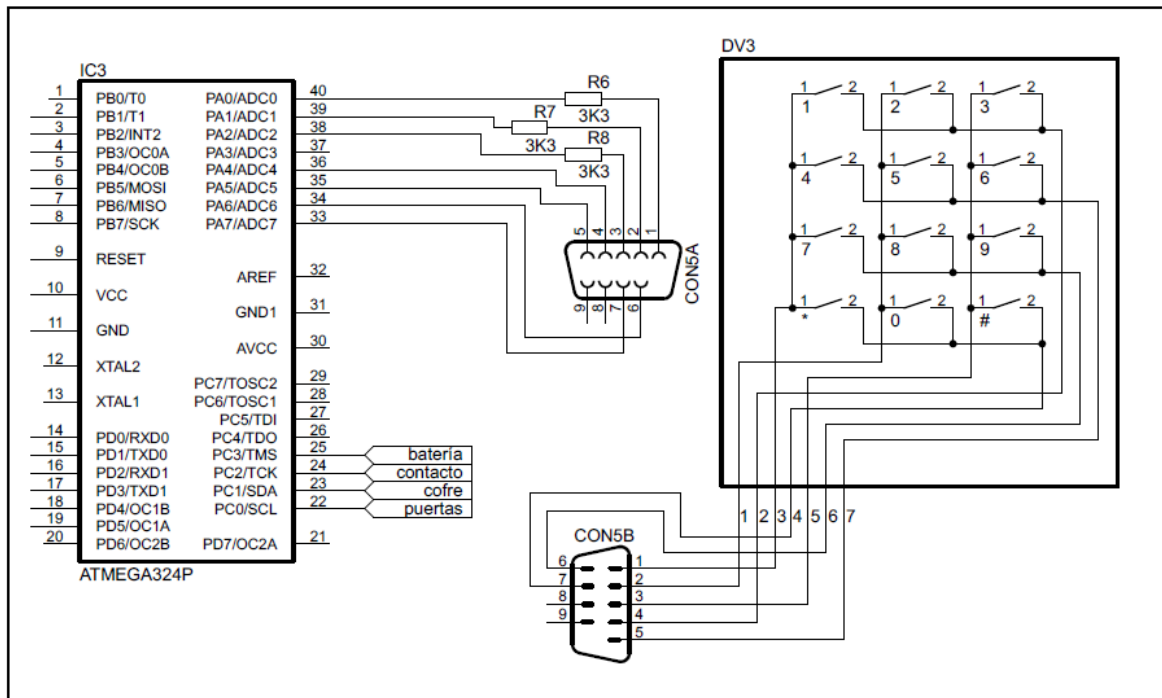 IC3
1 PB0/T0 PA0/ADC0 40
2 PB1/T1 PA1/ADC1 39
3 PB2/INT2 PA2/ADC2 38
4 PB3/OC0A PA3/ADC3 37
5 PB4/OC0B PA4/ADC4 36
6 PB5/MOSI PA5/ADC5 35
7 PB6/MISO PA6/ADC6 34
8 PB7/SCK PA7/ADC7 33
9 RESET
AREF 32
10 VCC
GND1 31
11 GND
AVCC 30
12 XTAL2
PC7/TOSC2 29
13 XTAL1 PC6/TOSC1 28
PC5/TDI 27
14 PD0/RXD0 PC4/TDO 26
15 PD1/TXD0 PC3/TMS 25 batería
16 PD2/RXD1 PC2/TCK 24 contacto
17 PD3/TXD1 PC1/SDA 23 cofre
18 PD4/OC1B PC0/SCL 22 puertas
19 PD5/OC1A
20 PD6/OC2B PD7/OC2A 21
ATMEGA324P
R6
3K3
R7
3K3
R8
3K3
5 4 3 2 1
9 8 7 6
CON5A
DV3
1 2 1 2 1 2
1 2 3
1 2 1 2 1 2
4 5 6
1 2 1 2 1 2
7 8 9
1 2 1 2 1 2
* 0 #
1 2 3 4 5 6 7
CON5B
6 1
7 2
8 3
9 4
5